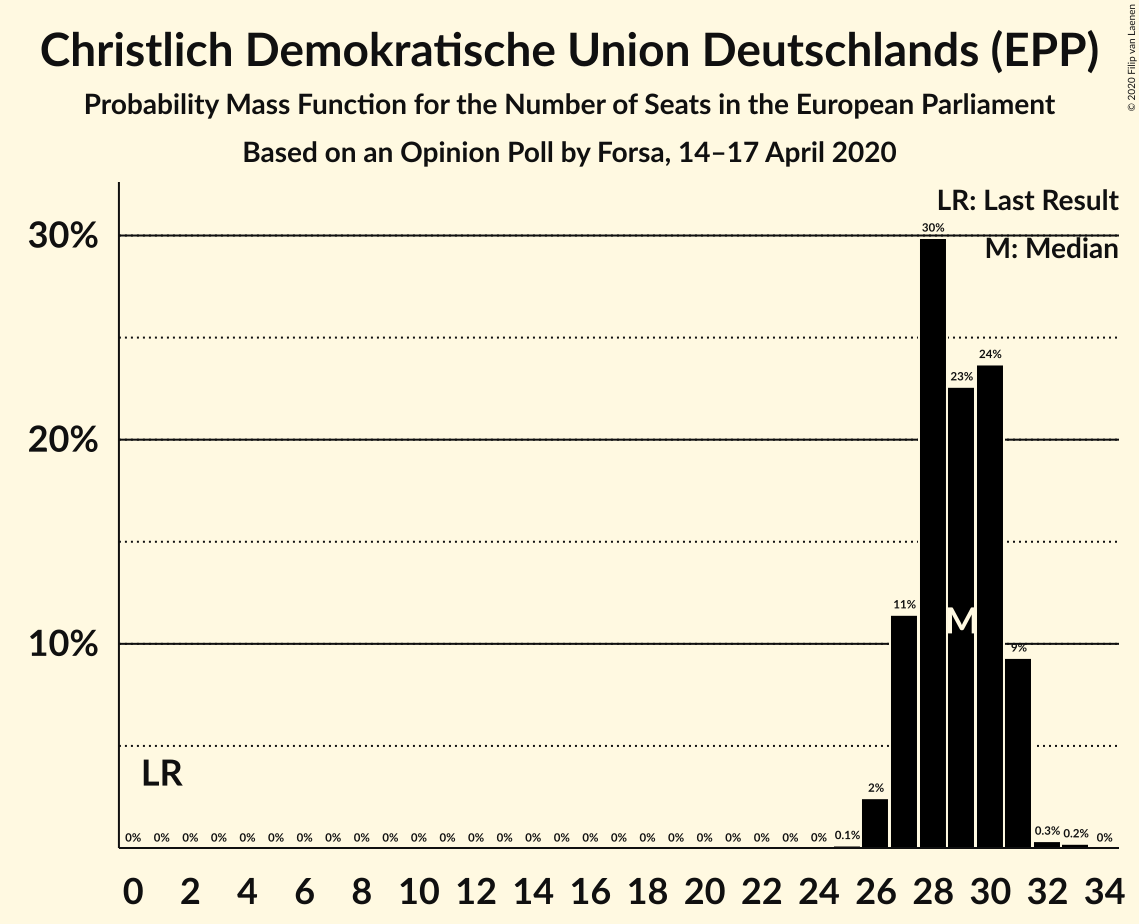 Christlich Demokratische Union Deutschlands (EPP)
Probability Mass Function for the Number of Seats in the European Parliament
Based on an Opinion Poll by Forsa, 14–17 April 2020
© 2020 Filip van Laenen
LR: Last Result
M: Median
30%
20%
10%
30%
24%
23%
11%
M
9%
LR
2%
0% 0% 0% 0% 0% 0% 0% 0% 0% 0% 0% 0% 0% 0% 0% 0% 0% 0% 0% 0% 0% 0% 0% 0% 0% 0.1% 0.3% 0.2% 0%
0 2 4 6 8 10 12 14 16 18 20 22 24 26 28 30 32 34